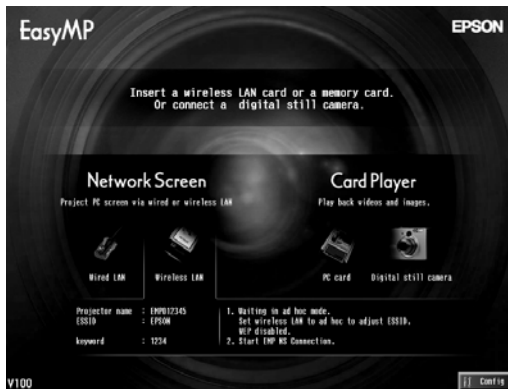 EasyMP
EPSON
Insert a wireless LAN card or a memory card.
Or connect a digital still camera.
Network Screen
Project PC screen via wired or wireless LAN
Wired LAN
Wireless LAN
Card Player
Play back videos and images.
PC card
Digital still camera
Projector name : EMP012345
ESSID : EPSON
keyword : 1234
1. Waiting in ad hoc mode.
Set wireless LAN to ad hoc to adjust ESSID.
WEP disabled.
2. Start EMP NS Connection.
V100
Config